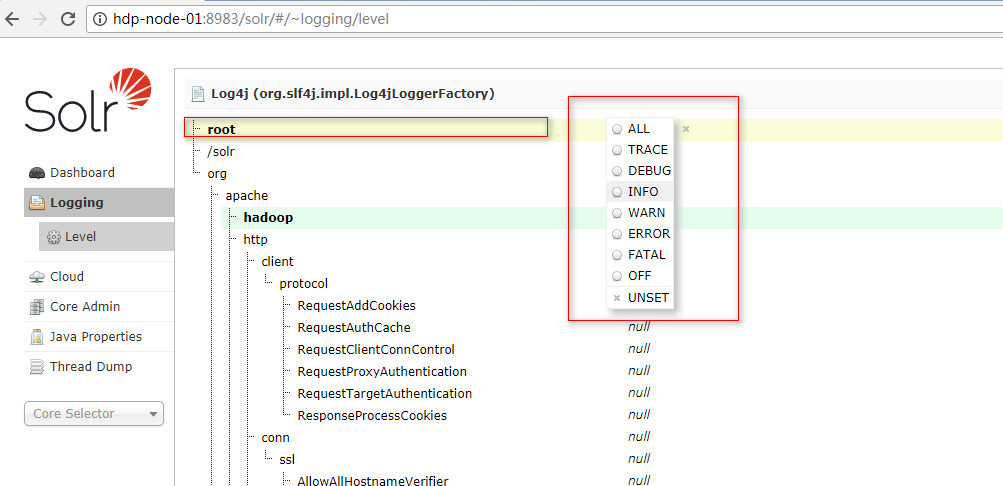 hdp-node-01:8983/solr/#/~logging/level
Solr
Log4j (org.slf4j.impl.Log4jLoggerFactory)
root
/solr
org
apache
hadoop
http
client
protocol
RequestAddCookies
RequestAuthCache null
RequestClientConnControl null
RequestProxyAuthentication null
RequestTargetAuthentication null
ResponseProcessCookies null
conn null
ssl null
AllowAllHostnameVerifier null
ALL
TRACE
DEBUG
INFO
WARN
ERROR
FATAL
OFF
UNSET
Dashboard
Logging
Level
Cloud
Core Admin
Java Properties
Thread Dump
Core Selector